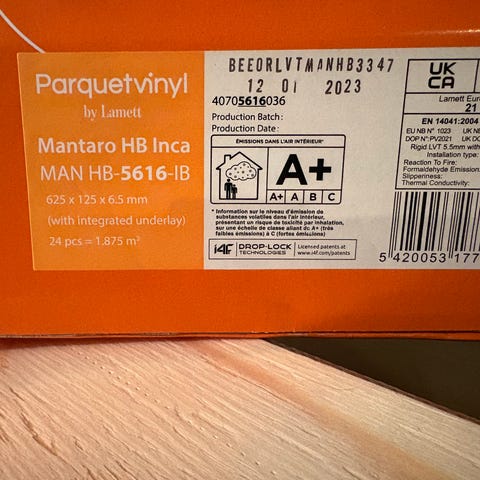 Parquetvinyl
by Lamett
Mantaro HB Inca
MAN HB-5616-IB
625 x 125 x 6.5 mm
(with integrated underlay)
24 pcs = 1.875 m²
BEEORLVTMANHB3347
12 01 2023
40705616036
Production Batch:
Production Date:
ÉMISSIONS DANS L'AIR INTÉRIEUR*
A+
A+ A B C
* Information sur le niveau d'émission de
substances volatiles dans l'air intérieur,
présentant un risque de toxicité par inhalation,
sur une échelle de classe allant de A+ (très
faibles émissions) à C (fortes émissions)
i4F DROP-LOCK
TECHNOLOGIES
Licensed patents at
www.i4f.com/patents
UK
CA
Lamett Eur
21
EN 14041:2004
EU NB N° 1023 UK NB
DOP N°:PV2021 UK DO
Rigid LVT 5.5mm with
Installation type:
Reaction To Fire:
Formaldehyde Emission:
Slipperiness:
Thermal Conductivity:
5 420053 177